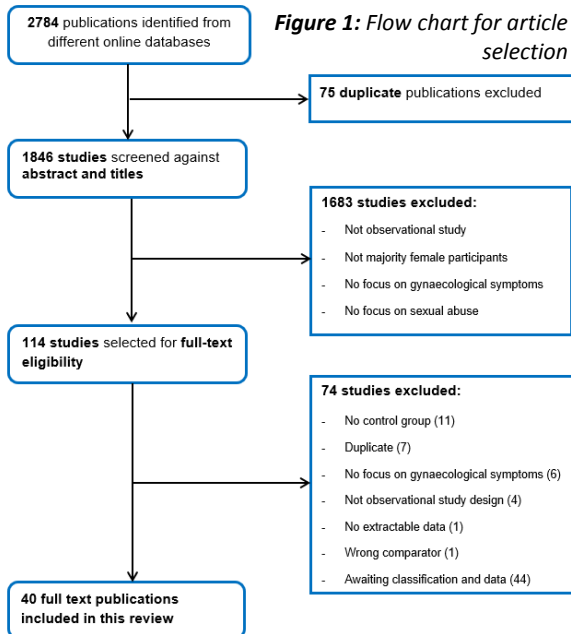 2784 publications identified from
different online databases
Figure 1: Flow chart for article
selection
75 duplicate publications excluded
1846 studies screened against
abstract and titles
1683 studies excluded:
- Not observational study
- Not majority female participants
- No focus on gynaecological symptoms
- No focus on sexual abuse
114 studies selected for full-text
eligibility
74 studies excluded:
- No control group (11)
- Duplicate (7)
- No focus on gynaecological symptoms (6)
- Not observational study design (4)
- No extractable data (1)
- Wrong comparator (1)
- Awaiting classification and data (44)
40 full text publications
included in this review